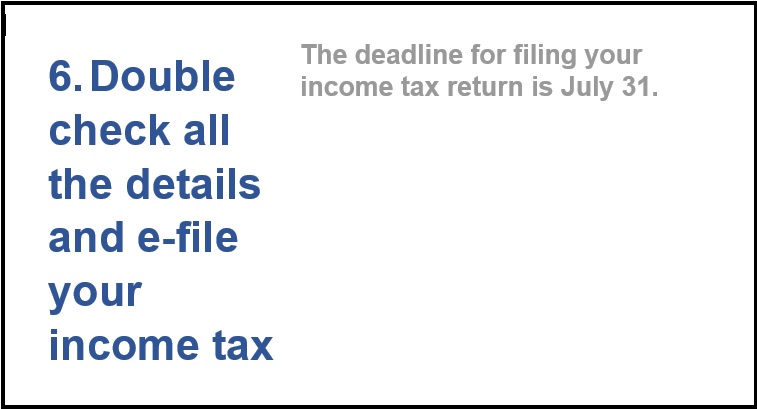 6. Double
check all
the details
and e-file
your
income tax
The deadline for filing your
income tax return is July 31.